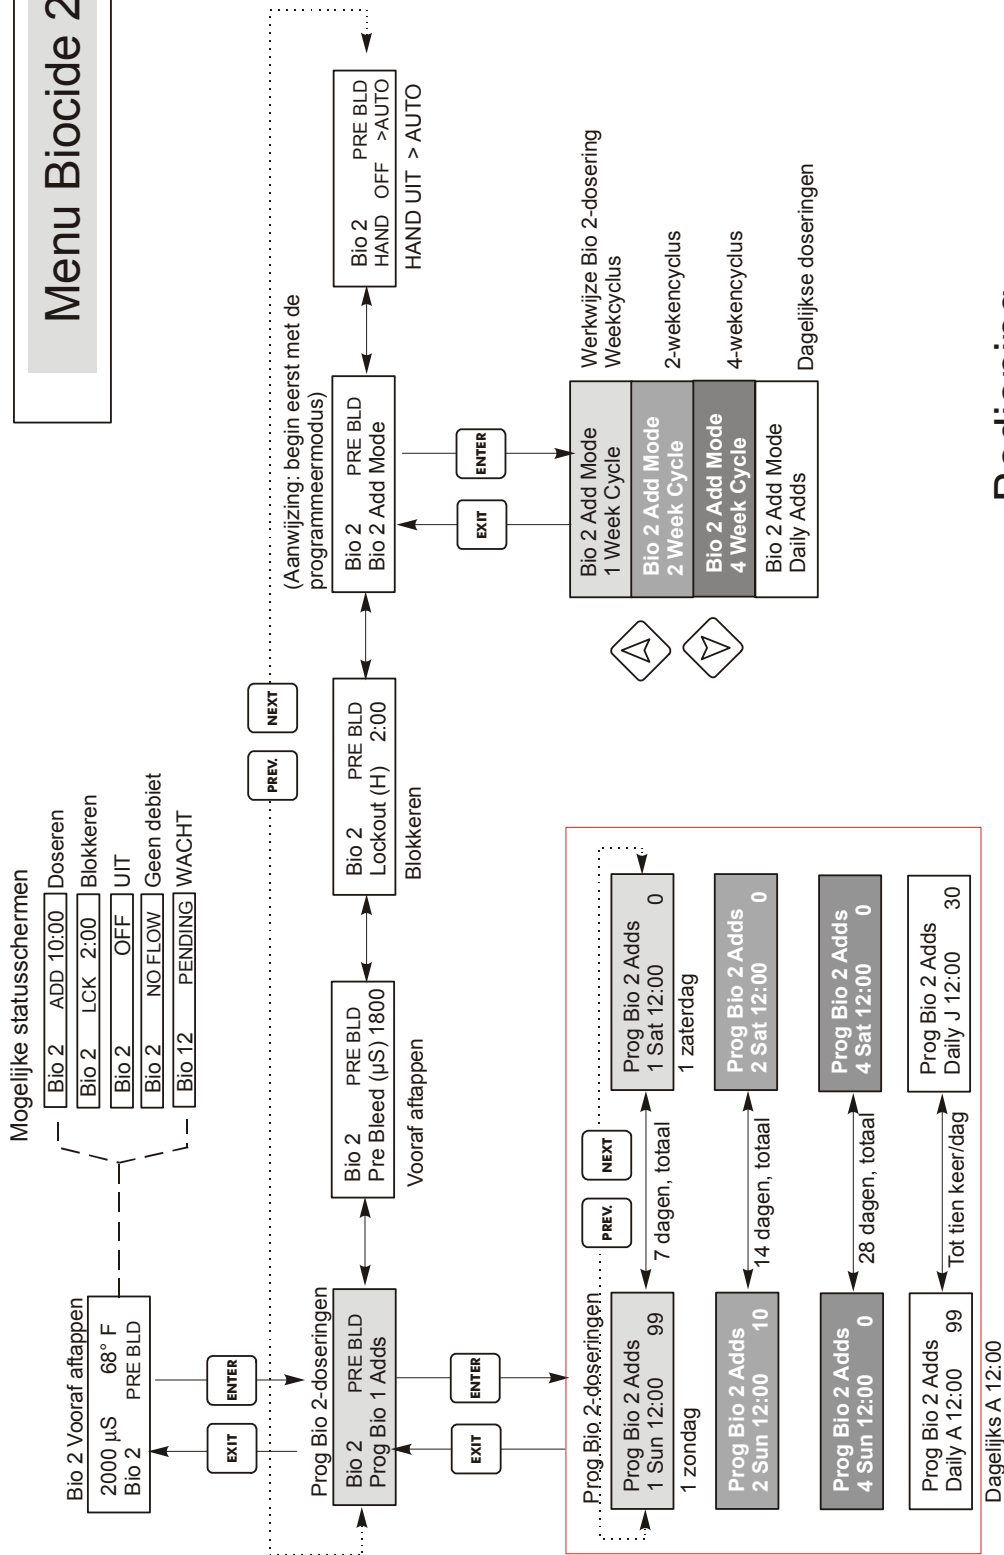 Menu Biocide 2
Mogelijke statusschermen
Bio 2 ADD 10:00 Doseren
Bio 2 LCK 2:00 Blokkeren
Bio 2 OFF UIT
Bio 2 NO FLOW Geen debiet
Bio 12 PENDING WACHT
Bio 2 Vooraf aftappen
2000 µS 68° F
Bio 2 PRE BLD
EXIT ENTER
PREV. NEXT
Prog Bio 2-doseringen
Bio 2 PRE BLD
Prog Bio 1 Adds
Bio 2 PRE BLD
Pre Bleed (µS) 1800
Vooraf aftappen
Bio 2 PRE BLD
Lockout (H) 2:00
Blokkeren
(Aanwijzing: begin eerst met de
programmeermodus)
Bio 2 PRE BLD
Bio 2 Add Mode
Bio 2 PRE BLD
HAND OFF >AUTO
HAND UIT > AUTO
EXIT ENTER
EXIT ENTER
Bio 2 Add Mode
1 Week Cycle
Werkwijze Bio 2-dosering
Weekcyclus
Bio 2 Add Mode
2 Week Cycle
2-wekencyclus
Bio 2 Add Mode
4 Week Cycle
4-wekencyclus
Bio 2 Add Mode
Daily Adds
Dagelijkse doseringen
Prog Bio 2-doseringen
PREV. NEXT
Prog Bio 2 Adds
1 Sun 12:00 99
1 zondag
7 dagen, totaal
Prog Bio 2 Adds
1 Sat 12:00 0
1 zaterdag
Prog Bio 2 Adds
2 Sun 12:00 10
14 dagen, totaal
Prog Bio 2 Adds
2 Sat 12:00 0
Prog Bio 2 Adds
4 Sun 12:00 0
28 dagen, totaal
Prog Bio 2 Adds
4 Sat 12:00 0
Prog Bio 2 Adds
Daily A 12:00 99
Dagelijks A 12:00
Tot tien keer/dag
Prog Bio 2 Adds
Daily J 12:00 30